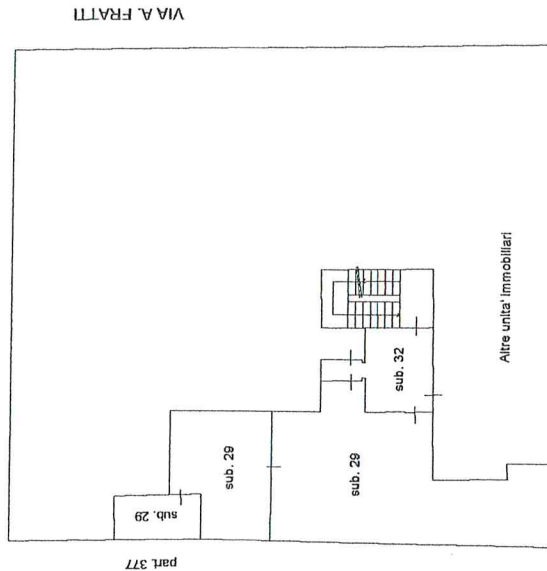 VIA A. FRATTI
Altre unita' immobiliari
sub. 32
sub. 29
sub. 29
sub. 29
part. 377